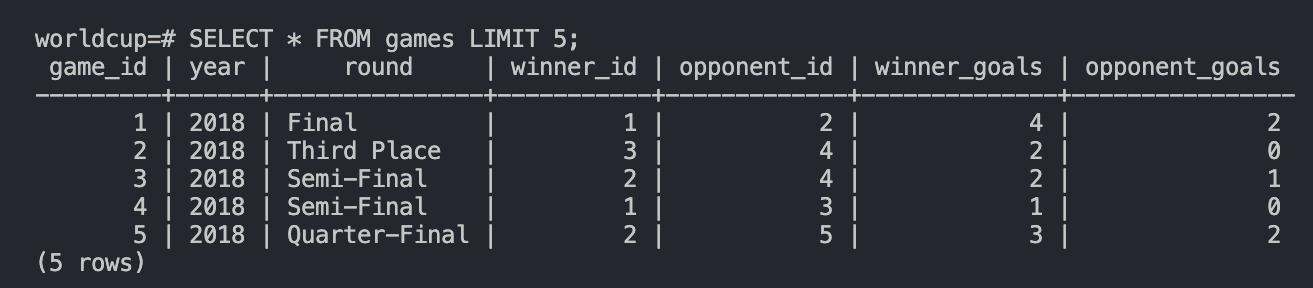 worldcup=# SELECT * FROM games LIMIT 5;
 game_id | year |     round     | winner_id | opponent_id | winner_goals | opponent_goals
---------+------+---------------+-----------+-------------+--------------+----------------
       1 | 2018 | Final         |         1 |           2 |            4 |              2
       2 | 2018 | Third Place   |         3 |           4 |            2 |              0
       3 | 2018 | Semi-Final    |         2 |           4 |            2 |              1
       4 | 2018 | Semi-Final    |         1 |           3 |            1 |              0
       5 | 2018 | Quarter-Final |         2 |           5 |            3 |              2
(5 rows)